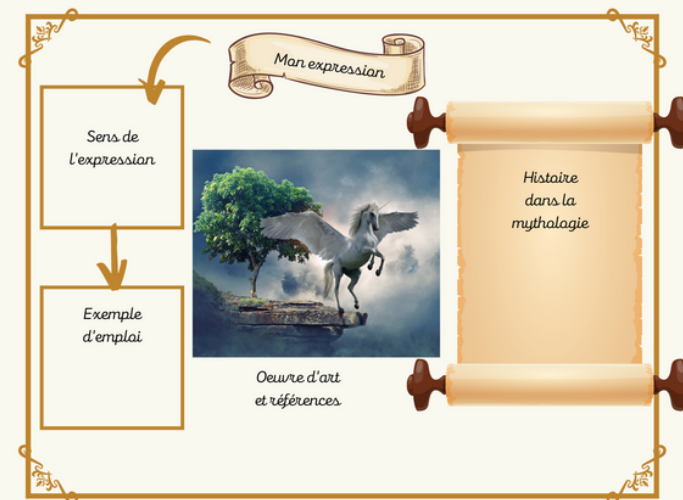 Mon expression
Sens de
l'expression
Exemple
d'emploi
Oeuvre d'art
et références
Histoire
dans la
mythologie